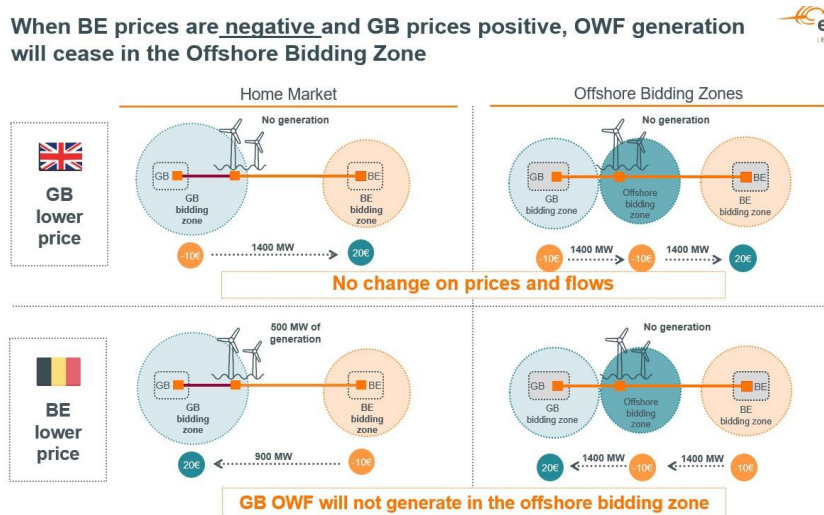 When BE prices are negative and GB prices positive, OWF generation
will cease in the Offshore Bidding Zone
Home Market
Offshore Bidding Zones
GB
lower
price
No generation
GB
BE
GB
bidding
zone
BE
bidding
zone
-10€
1400 MW
20€
No generation
GB
BE
GB
bidding zone
Offshore
bidding
zone
BE
bidding zone
-10€
1400 MW
-10€
1400 MW
20€
No change on prices and flows
BE
lower
price
500 MW of
generation
GB
BE
GB
bidding
zone
BE
bidding
zone
20€
900 MW
-10€
No generation
GB
BE
GB
bidding zone
Offshore
bidding
zone
BE
bidding zone
20€
1400 MW
-10€
1400 MW
-10€
GB OWF will not generate in the offshore bidding zone